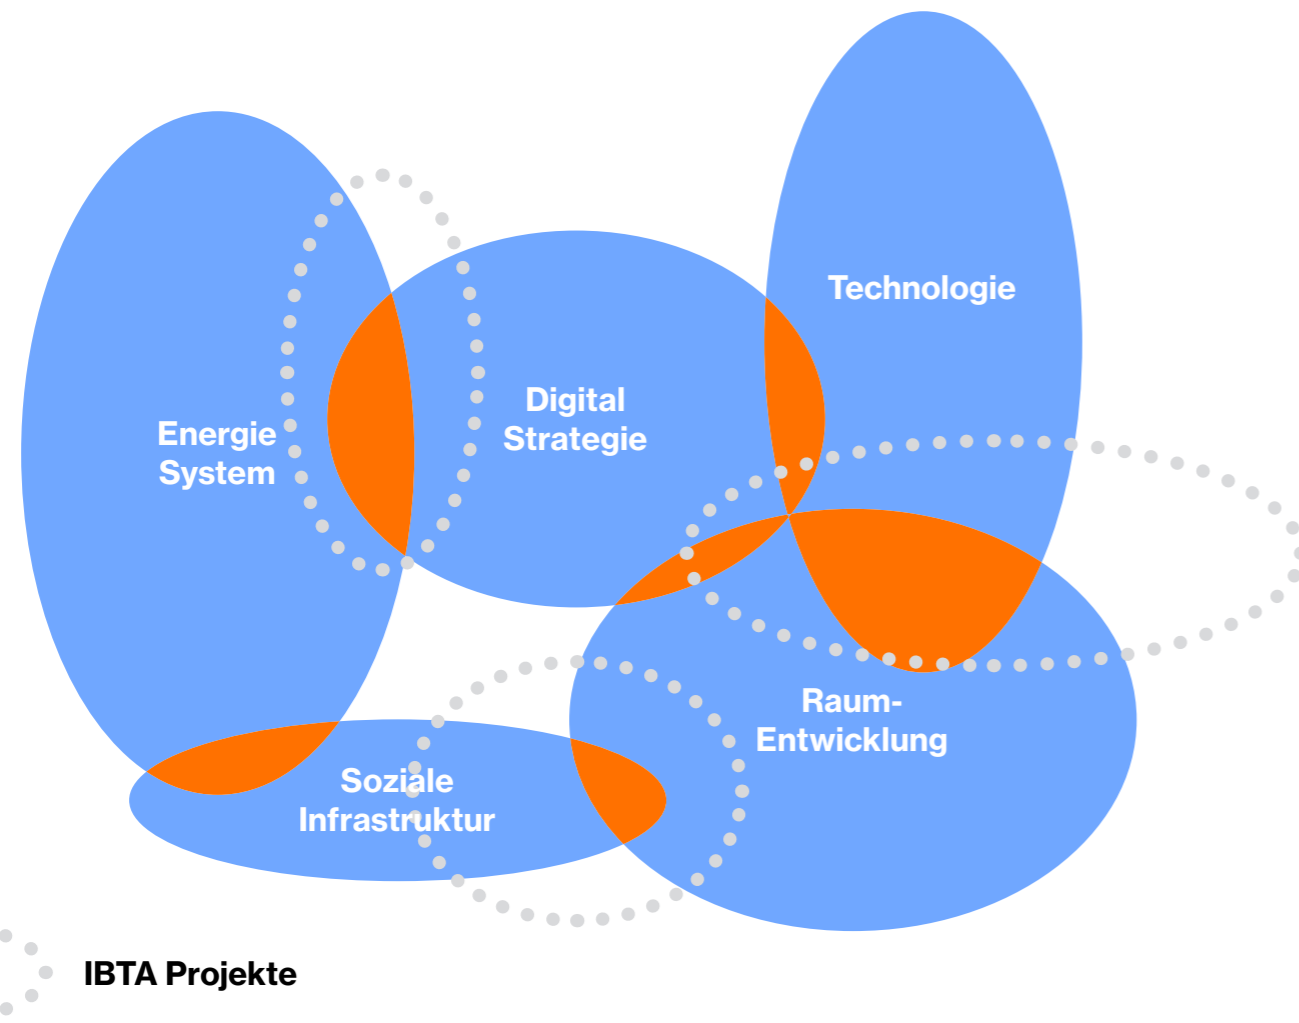 Technologie
Digital
Strategie
Energie
System
Raum-
Entwicklung
Soziale
Infrastruktur
IBTA Projekte